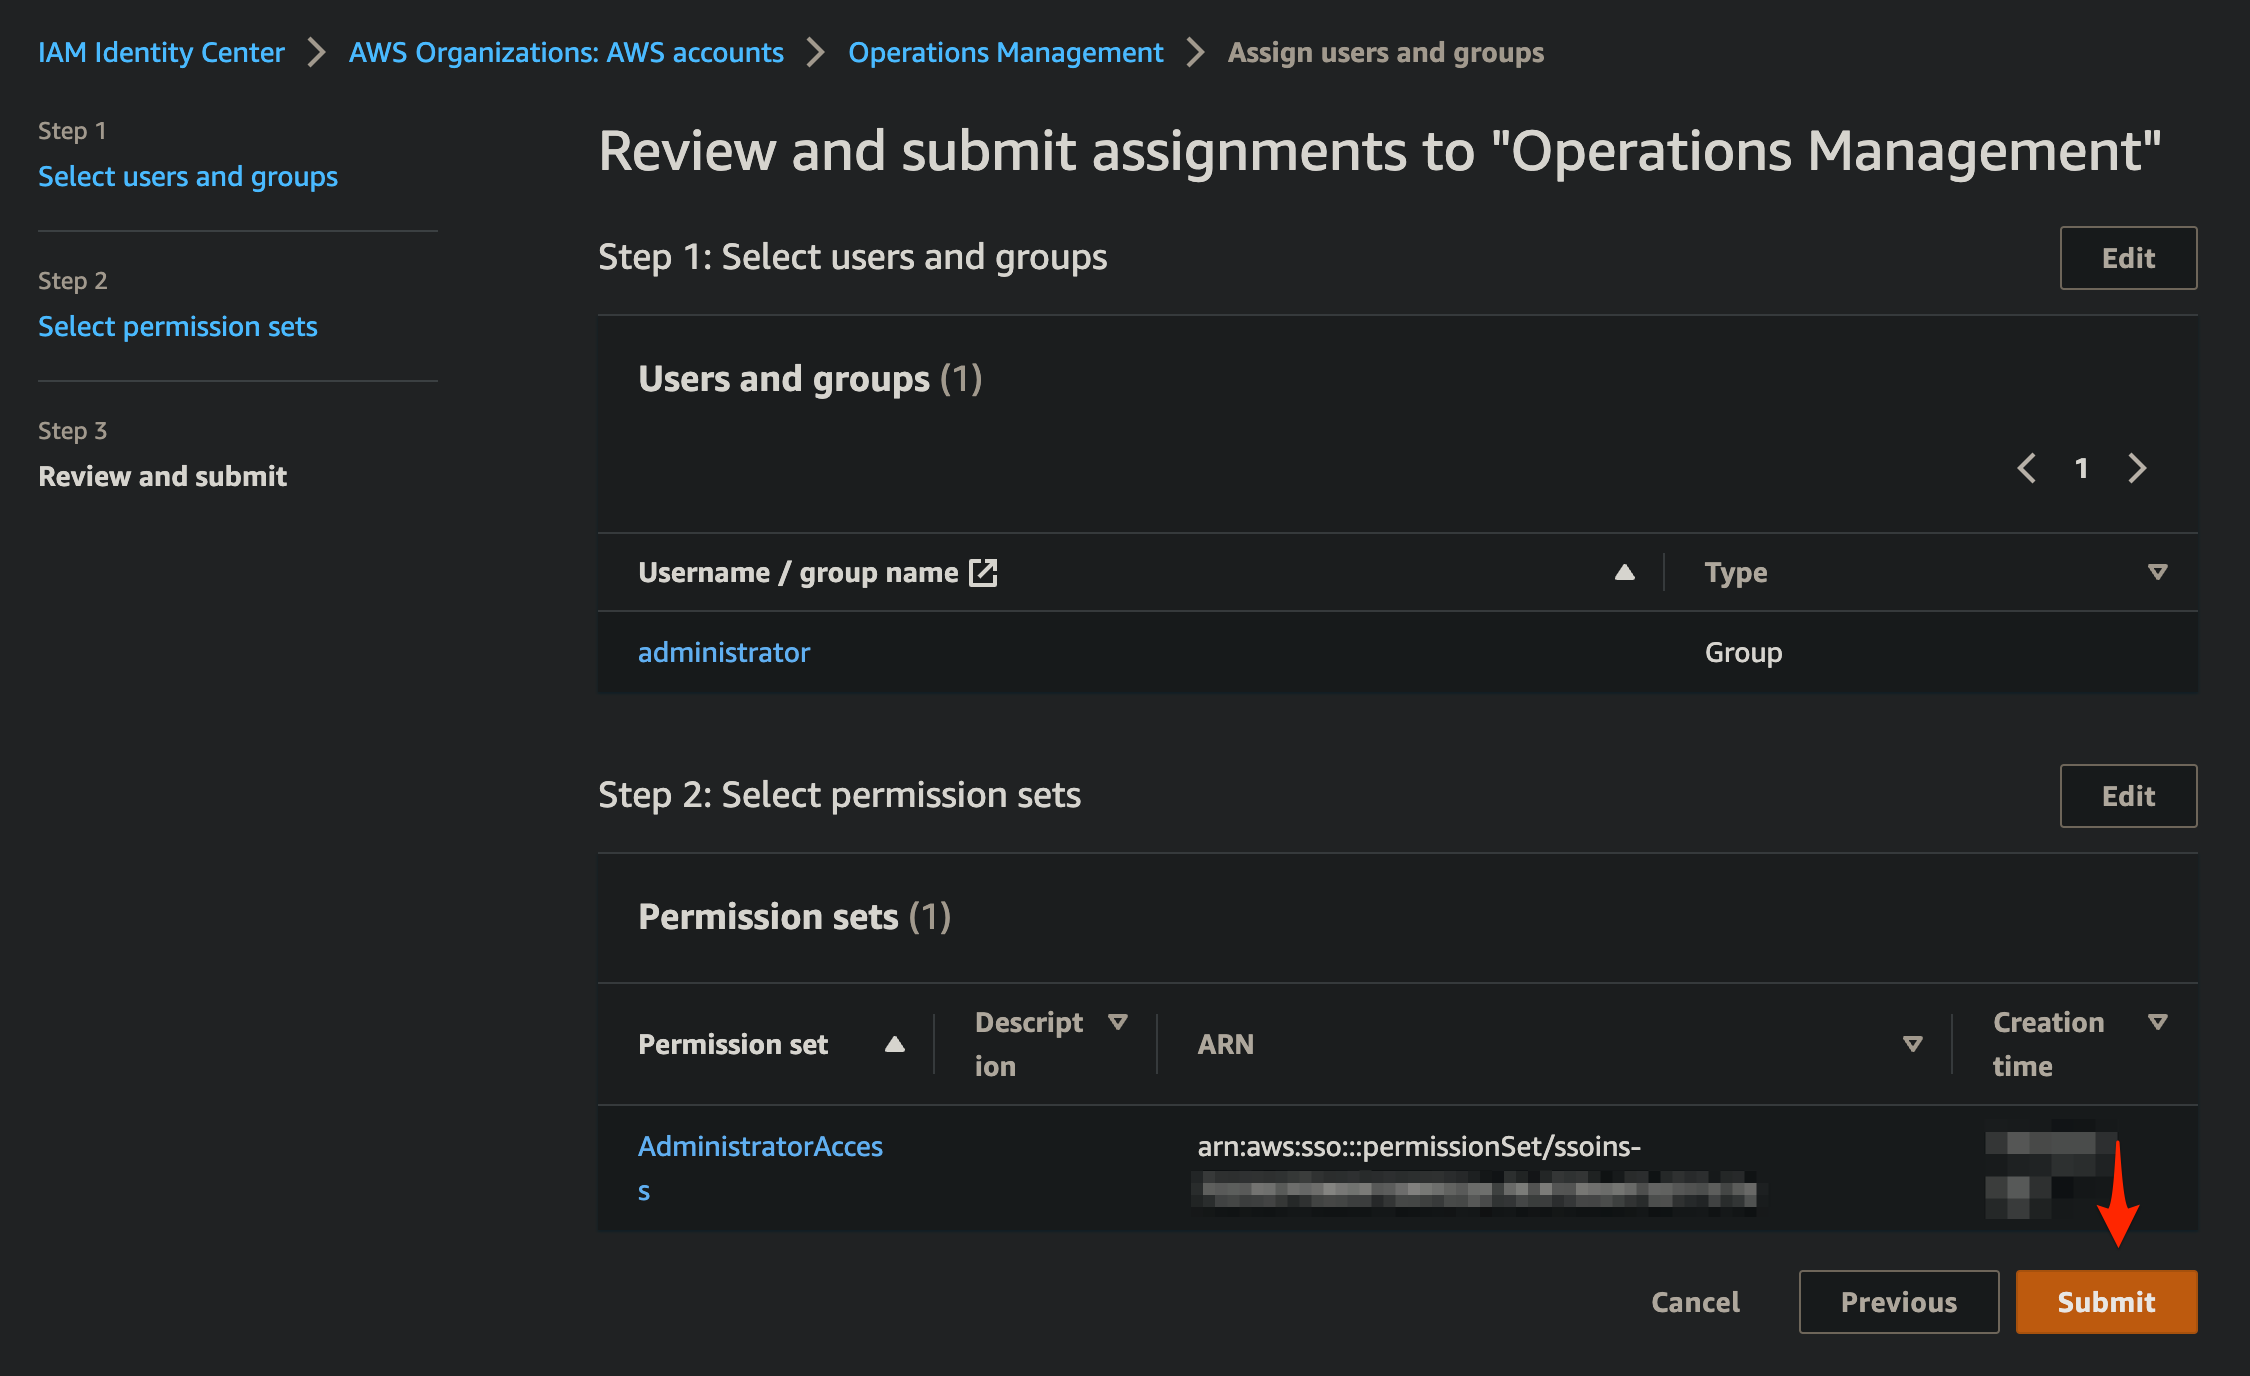 IAM Identity Center > AWS Organizations: AWS accounts > Operations Management > Assign users and groups
Step 1
Select users and groups
Step 2
Select permission sets
Step 3
Review and submit
Review and submit assignments to "Operations Management"
Step 1: Select users and groups
Edit
Users and groups (1)
1
Username / group name
Type
administrator
Group
Step 2: Select permission sets
Edit
Permission sets (1)
Permission set
Descript
ion
ARN
Creation
time
AdministratorAcces
s
arn:aws:sso:::permissionSet/ssoins-
Cancel
Previous
Submit